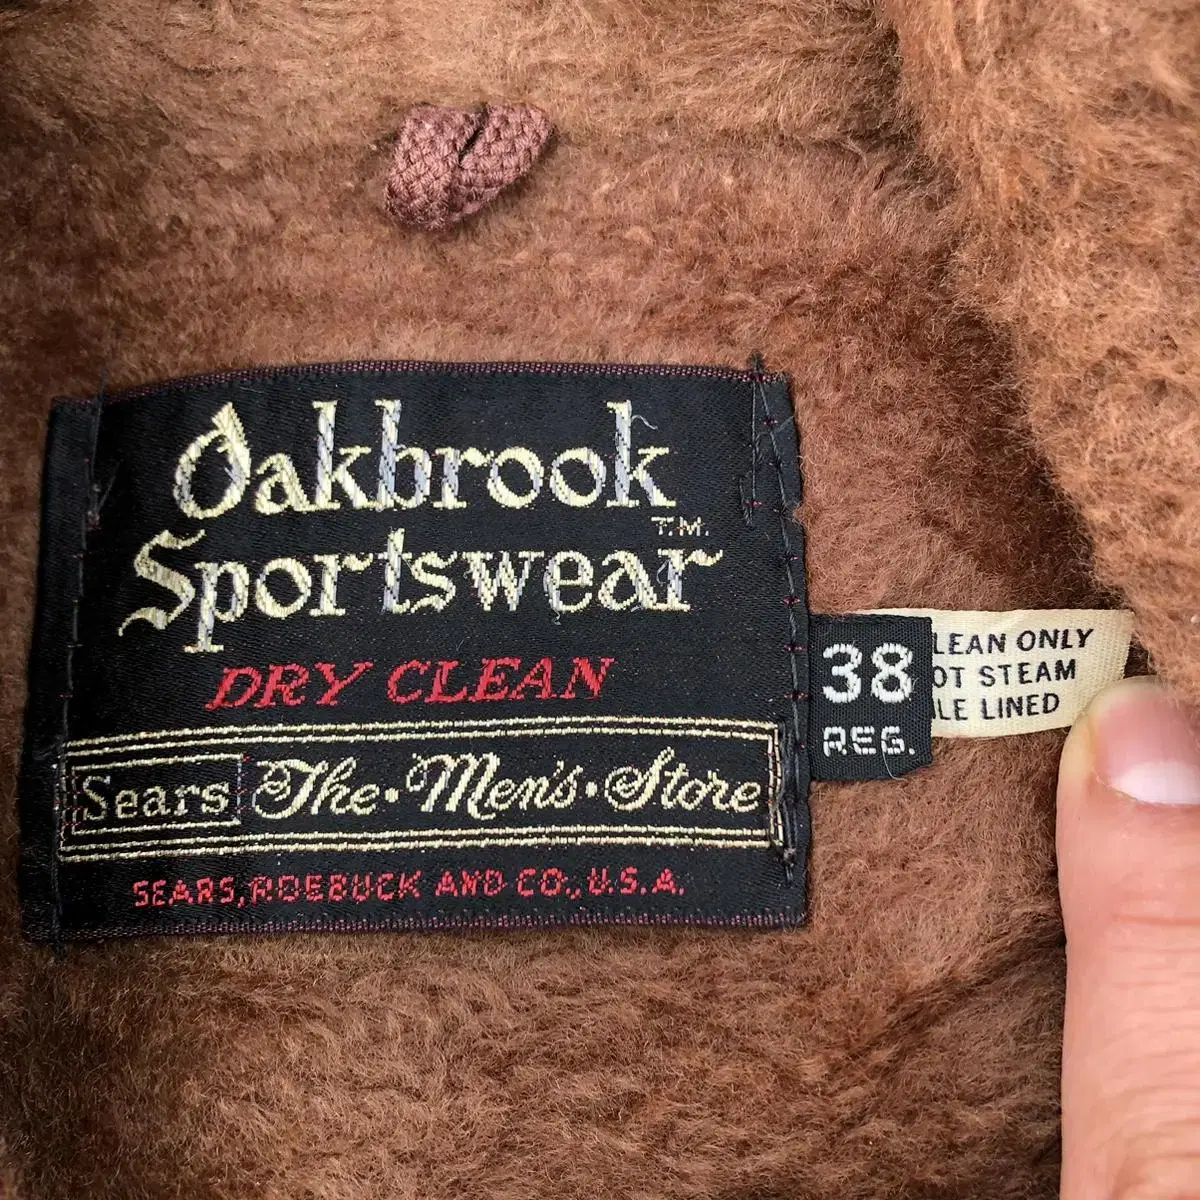 Oakbrook
Sportswear T.M.
DRY CLEAN
Sears The·Men's·Store
SEARS, ROEBUCK AND CO., U.S.A.
38
REG.
LEAN ONLY
OT STEAM
LE LINED